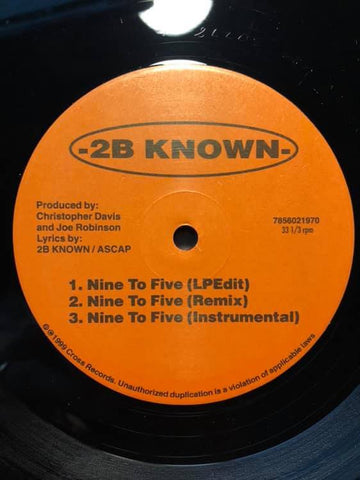 -2B KNOWN-
Produced by:
Christopher Davis
and Joe Robinson
Lyrics by:
2B KNOWN / ASCAP
7856021970
33 1/3 rpm
1. Nine To Five (LPEdit)
2. Nine To Five (Remix)
3. Nine To Five (Instrumental)
©℗1999 Cross Records. Unauthorized duplication is a violation of applicable laws